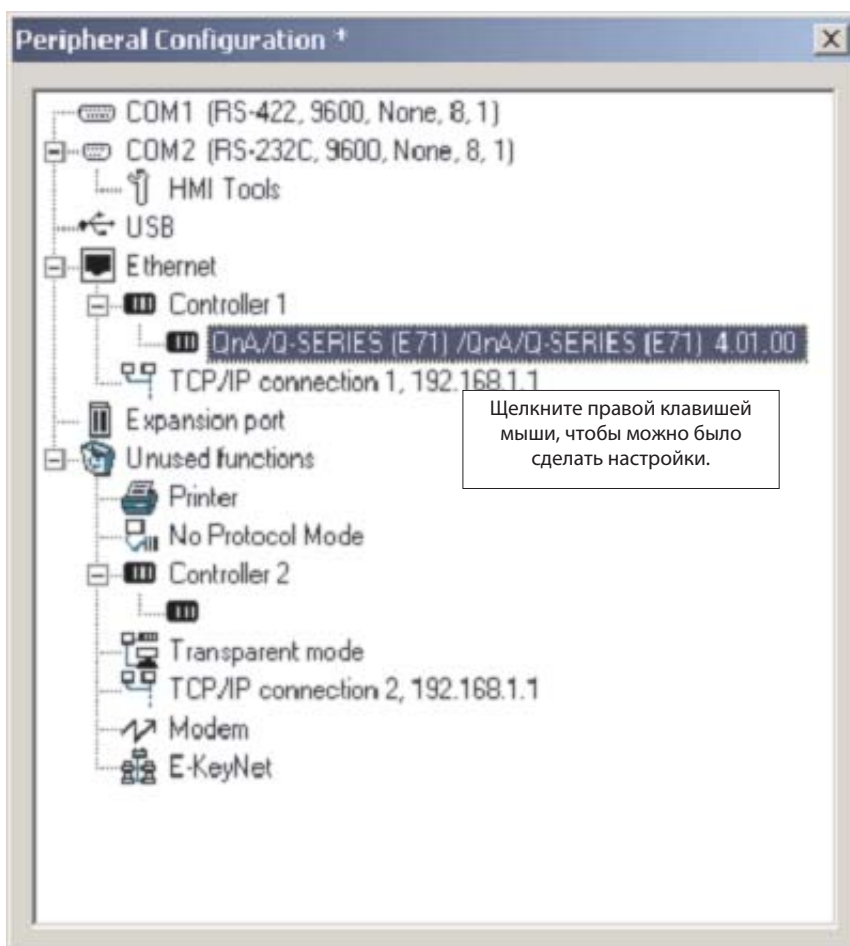 Peripheral Configuration *
COM1 (RS-422, 9600, None, 8, 1)
COM2 (RS-232C, 9600, None, 8, 1)
HMI Tools
USB
Ethernet
Controller 1
QnA/Q-SERIES (E71) /QnA/Q-SERIES (E71) 4.01.00
TCP/IP connection 1, 192.168.1.1
Щелкните правой клавишей
мыши, чтобы можно было
сделать настройки.
Expansion port
Unused functions
Printer
No Protocol Mode
Controller 2
Transparent mode
TCP/IP connection 2, 192.168.1.1
Modem
E-KeyNet